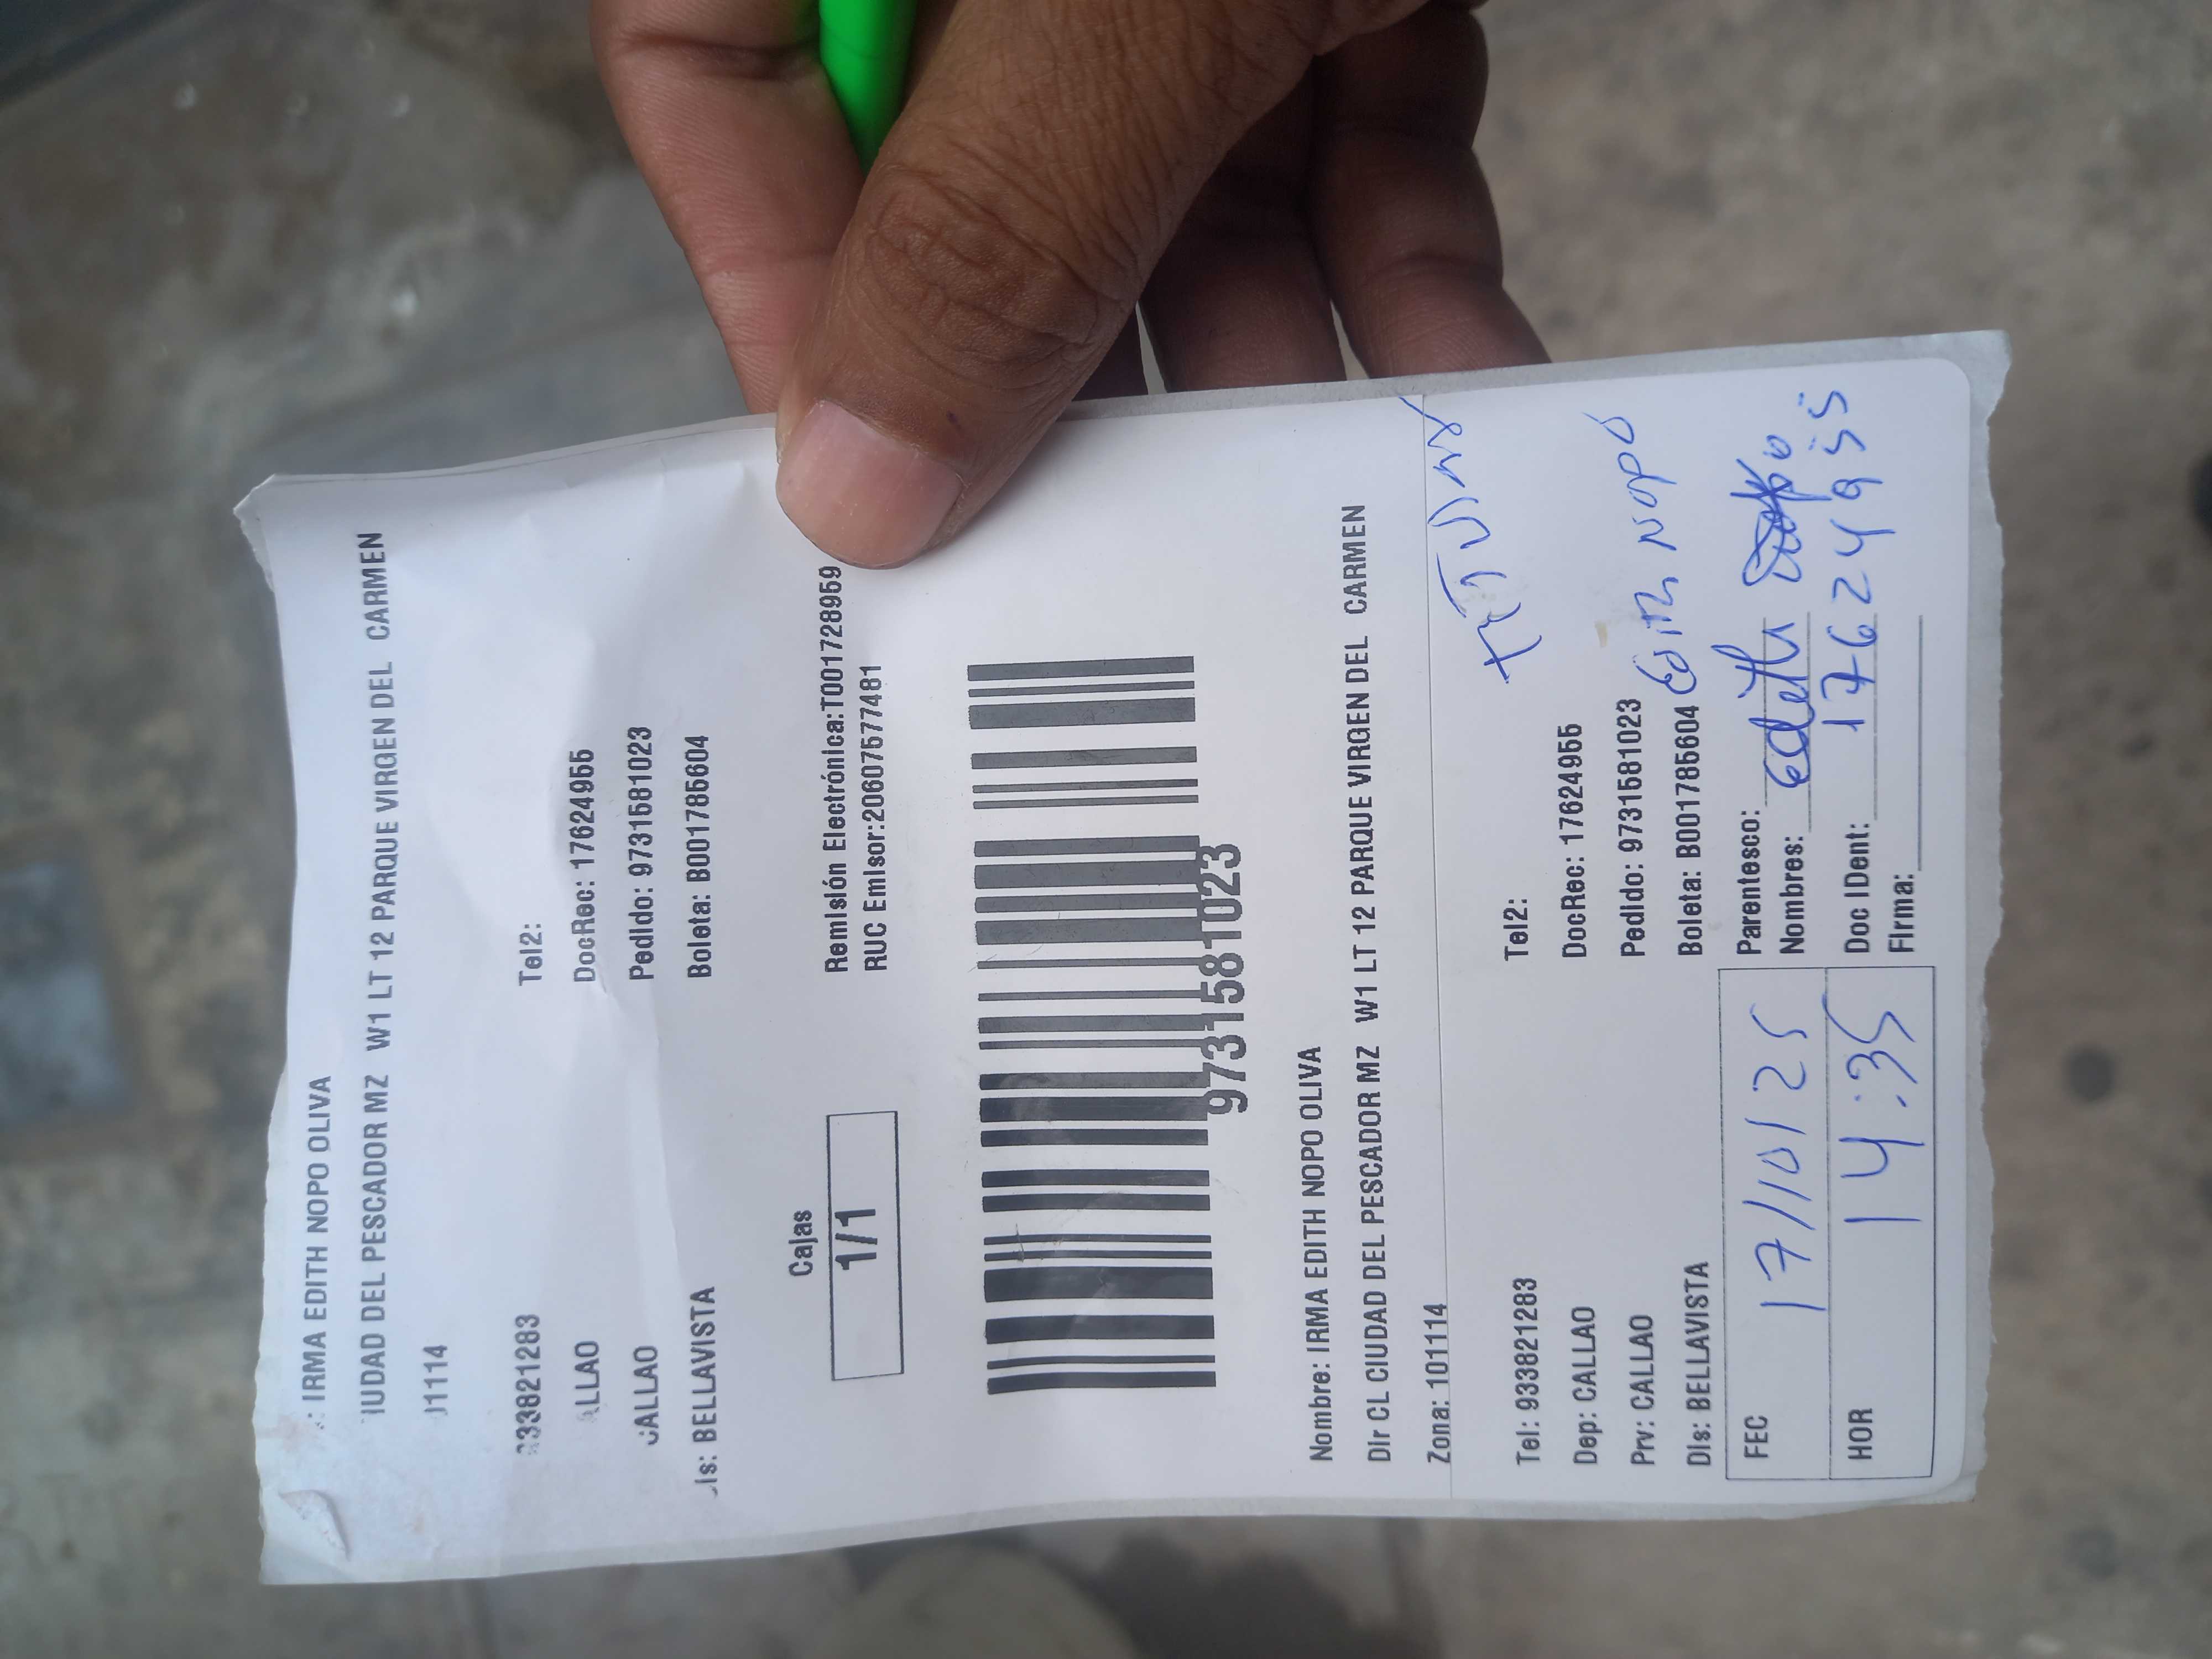 : IRMA EDITH NOPO OLIVA
IUDAD DEL PESCADOR MZ W1 LT 12 PARQUE VIRGEN DEL CARMEN
01114
933821283 Tel2:
ALLAO DocRec: 17624955
CALLAO Pedido: 9731581023
Dis: BELLAVISTA Boleta: B001785604
Cajas
1/1
Remisión Electrónica:T001728959
RUC Emisor:20607577481
9731581023
Nombre: IRMA EDITH NOPO OLIVA
Dir CL CIUDAD DEL PESCADOR MZ W1 LT 12 PARQUE VIRGEN DEL CARMEN
Zona: 101114
Tel: 933821283 Tel2:
Dep: CALLAO DocRec: 17624955
Prv: CALLAO Pedido: 9731581023
Dis: BELLAVISTA Boleta: B001785604 Edith Nopo
FEC 17/10/25
HOR 14:35
Parentesco:
Nombres: edith
Doc IDent: 17624955
Firma: